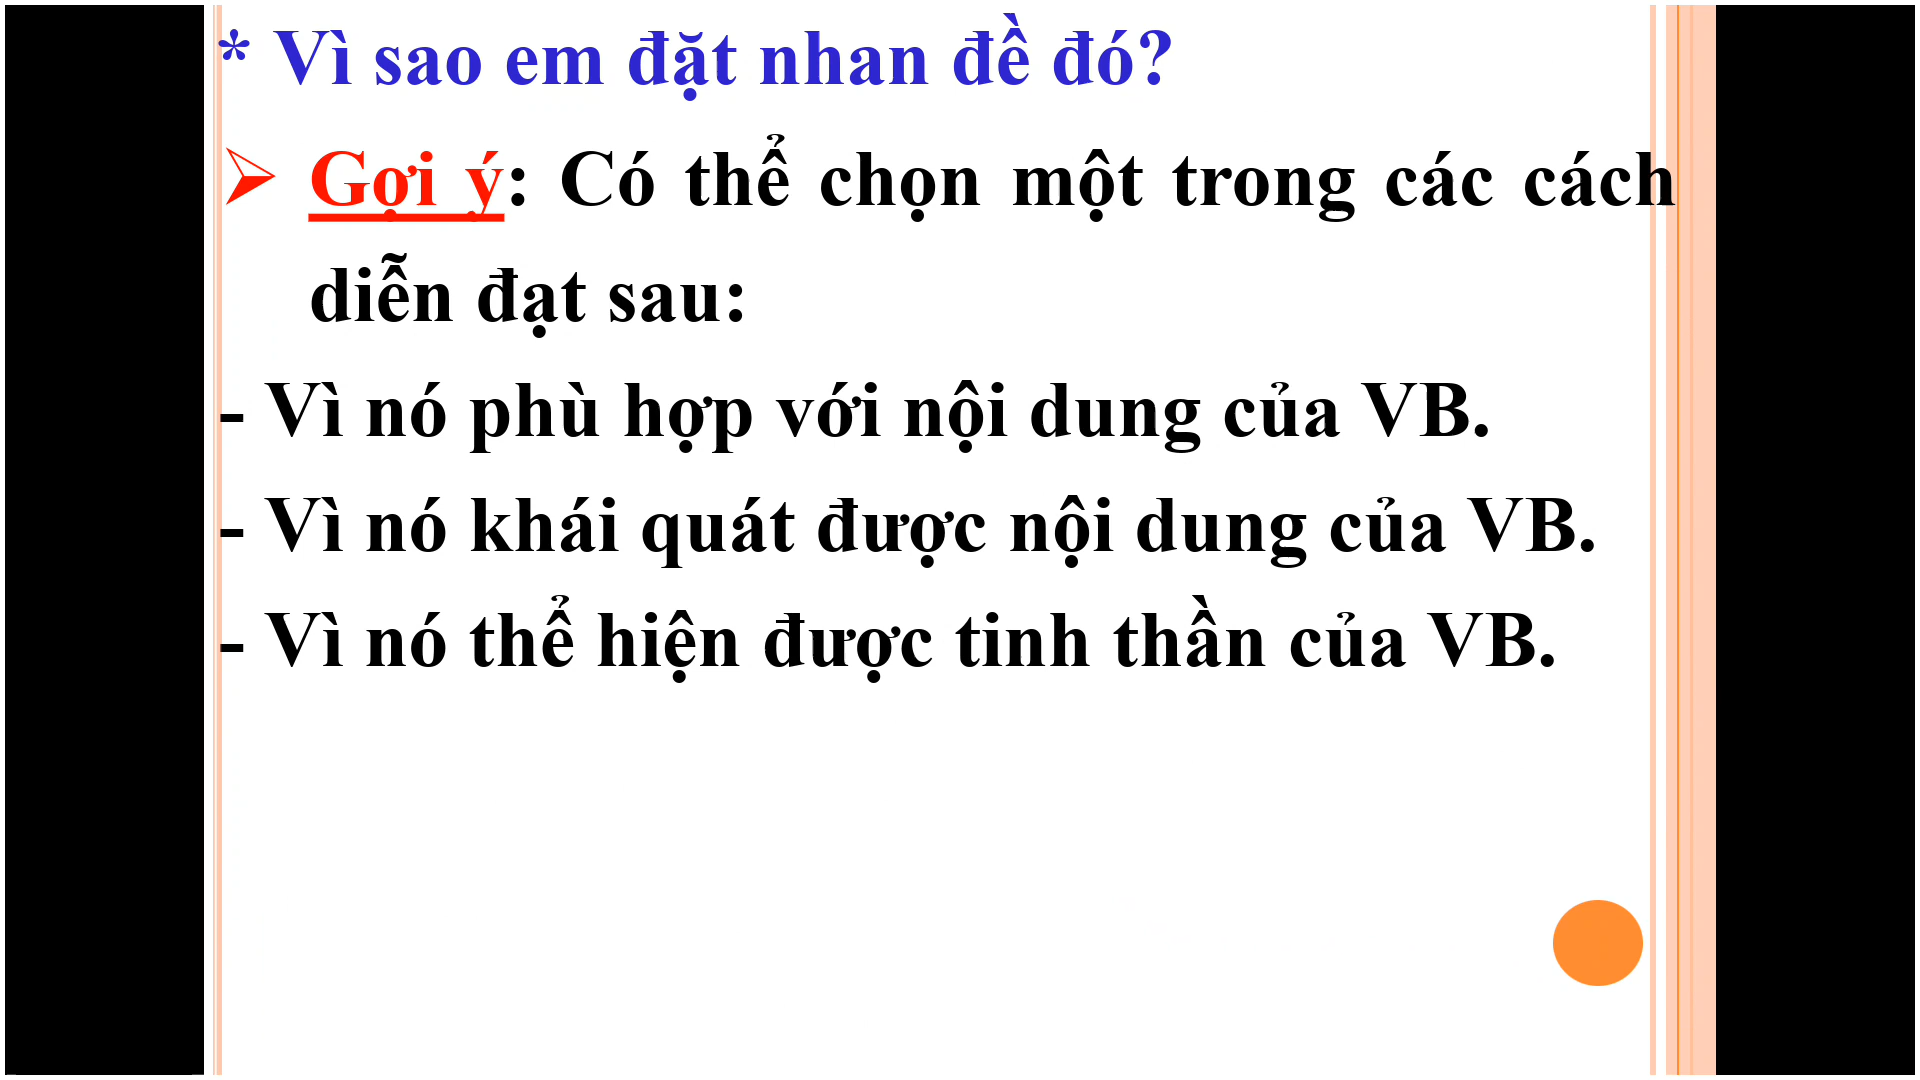 * Vì sao em đặt nhan đề đó?
➢ Gợi ý: Có thể chọn một trong các cách
diễn đạt sau:
- Vì nó phù hợp với nội dung của VB.
- Vì nó khái quát được nội dung của VB.
- Vì nó thể hiện được tinh thần của VB.